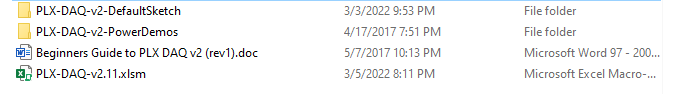 PLX-DAQ-v2-DefaultSketch 3/3/2022 9:53 PM File folder
PLX-DAQ-v2-PowerDemos 4/17/2017 7:51 PM File folder
Beginners Guide to PLX DAQ v2 (rev1).doc 5/7/2017 10:13 PM Microsoft Word 97 - 200...
PLX-DAQ-v2.11.xlsm 3/5/2022 8:11 PM Microsoft Excel Macro-...